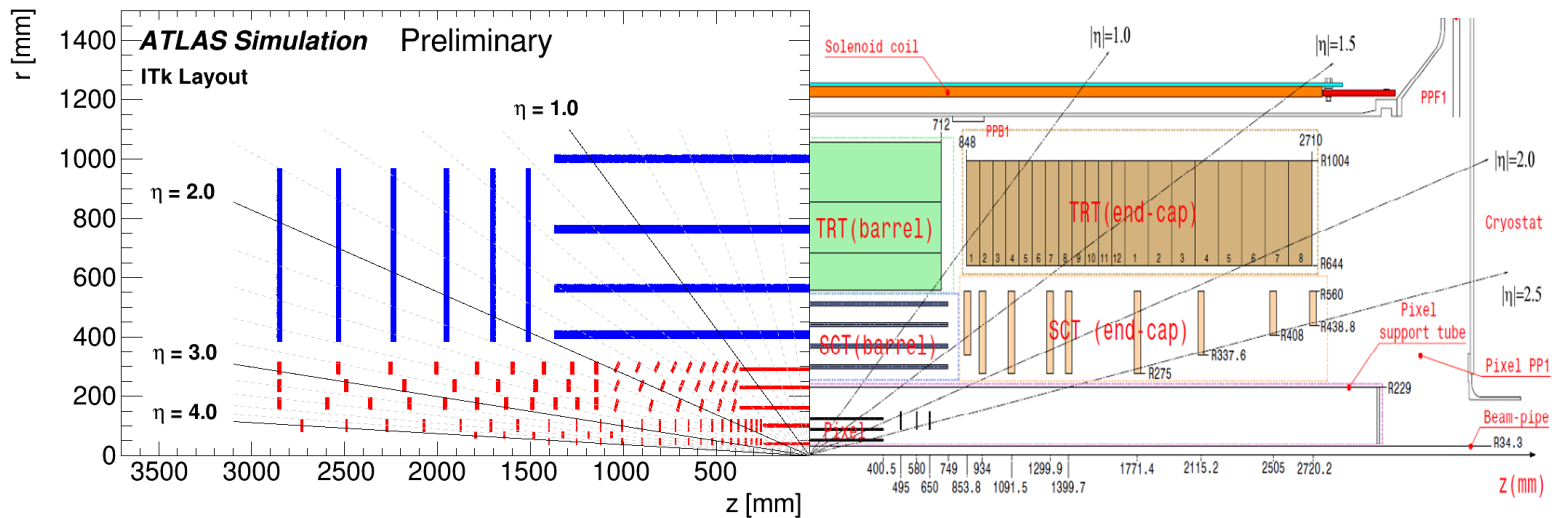 ATLAS Simulation Preliminary
ITk Layout
r [mm]
1400
1200
1000
800
600
400
200
0
η = 1.0
η = 2.0
η = 3.0
η = 4.0
3500 3000 2500 2000 1500 1000 500
z [mm]
Solenoid coil
|η|=1.0
|η|=1.5
|η|=2.0
|η|=2.5
PPF1
712
PPB1
848
2710
R1004
TRT(barrel)
TRT(end-cap)
Cryostat
1 2 3 4 5 6 7 8 9 10 11 12 1 2 3 4 5 6 7 8
R644
R560
R438.8
R408
R337.6
R275
SCT(barrel)
SCT (end-cap)
Pixel
support tube
Pixel PP1
R229
Pixel
Beam-pipe
R34.3
400.5 580 749 934 1299.9 1771.4 2115.2 2505 2720.2
495 650 853.8 1091.5 1399.7
z(mm)